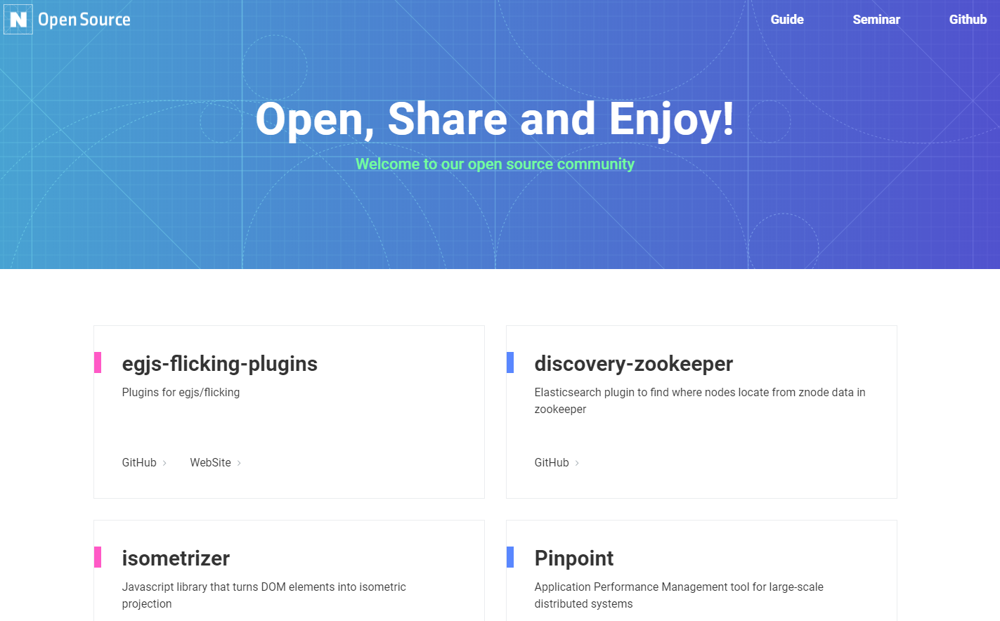 N Open Source
Guide
Seminar
Github
Open, Share and Enjoy!
Welcome to our open source community
egjs-flicking-plugins
Plugins for egjs/flicking
GitHub
WebSite
discovery-zookeeper
Elasticsearch plugin to find where nodes locate from znode data in
zookeeper
GitHub
isometrizer
Javascript library that turns DOM elements into isometric
projection
Pinpoint
Application Performance Management tool for large-scale
distributed systems